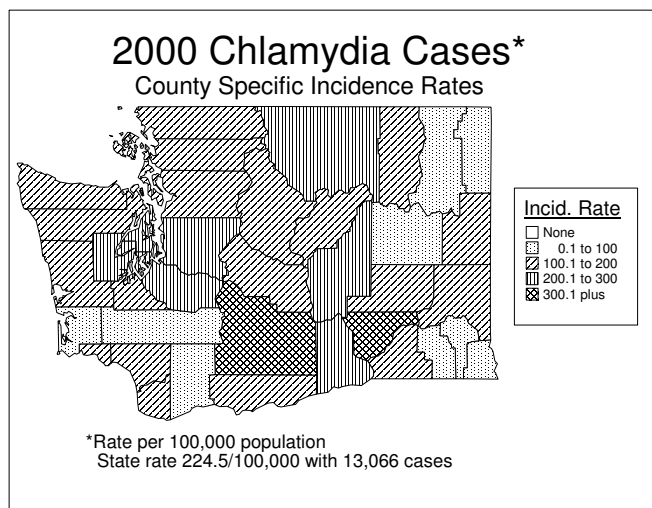 2000 Chlamydia Cases*
County Specific Incidence Rates
Incid. Rate
None
0.1 to 100
100.1 to 200
200.1 to 300
300.1 plus
*Rate per 100,000 population
State rate 224.5/100,000 with 13,066 cases